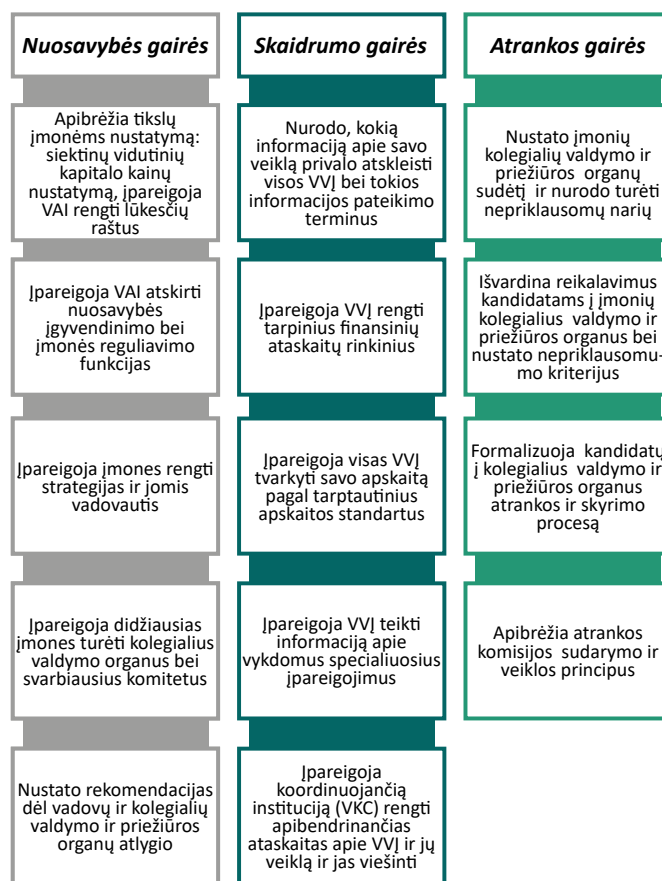 Nuosavybės gairės
Apibrėžia tikslų
įmonėms nustatymą:
siektinų vidutinių
kapitalo kainų
nustatymą, įpareigoja
VAI rengti lūkesčių
raštus
Įpareigoja VAI atskirti
nuosavybės
įgyvendinimo bei
įmonės reguliavimo
funkcijas
Įpareigoja įmones rengti
strategijas ir jomis
vadovautis
Įpareigoja didžiausias
įmones turėti kolegialius
valdymo organus bei
svarbiausius komitetus
Nustato rekomendacijas
dėl vadovų ir kolegialių
valdymo ir priežiūros
organų atlygio
Skaidrumo gairės
Nurodo, kokią
informaciją apie savo
veiklą privalo atskleisti
visos VVĮ bei tokios
informacijos pateikimo
terminus
Įpareigoja VVĮ rengti
tarpinius finansinių
ataskaitų rinkinius
Įpareigoja visas VVĮ
tvarkyti savo apskaitą
pagal tarptautinius
apskaitos standartus
Įpareigoja VVĮ teikti
informaciją apie
vykdomus specialiuosius
įpareigojimus
Įpareigoja
koordinuojančią
instituciją (VKC) rengti
apibendrinančias
ataskaitas apie VVĮ ir jų
veiklą ir jas viešinti
Atrankos gairės
Nustato įmonių
kolegialių valdymo ir
priežiūros organų
sudėtį ir nurodo turėti
nepriklausomų narių
Išvardina reikalavimus
kandidatams į įmonių
kolegialius valdymo ir
priežiūros organus bei
nustato nepriklausomu-
mo kriterijus
Formalizuoja kandidatų
į kolegialius valdymo ir
priežiūros organus
atrankos ir skyrimo
procesą
Apibrėžia atrankos
komisijos sudarymo ir
veiklos principus